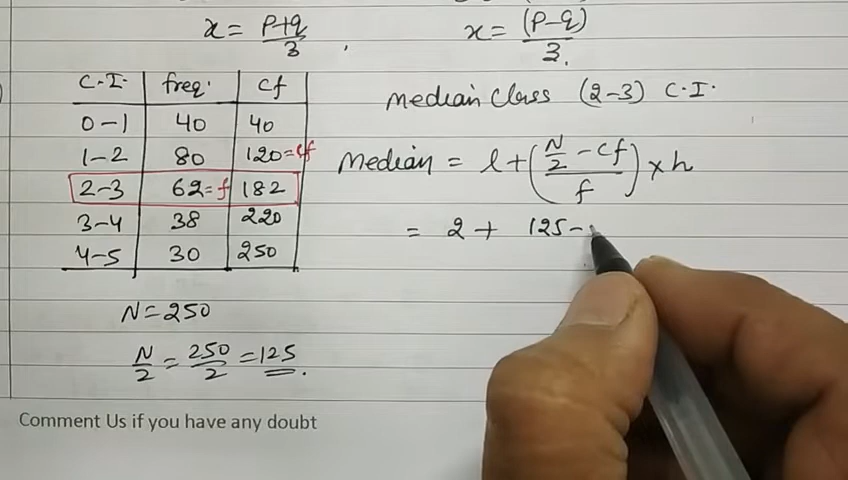 x = p+q/3 , x = (p-q)/3.
)
C.I. freq. cf
0-1 40 40
1-2 80 120=cf
2-3 62=f 182
3-4 38 220
4-5 30 250
N=250
N/2 = 250/2 = 125.
median class (2-3) C.I.
Median = l+(N/2 - cf / f) × h
= 2 + 125-
Comment Us if you have any doubt